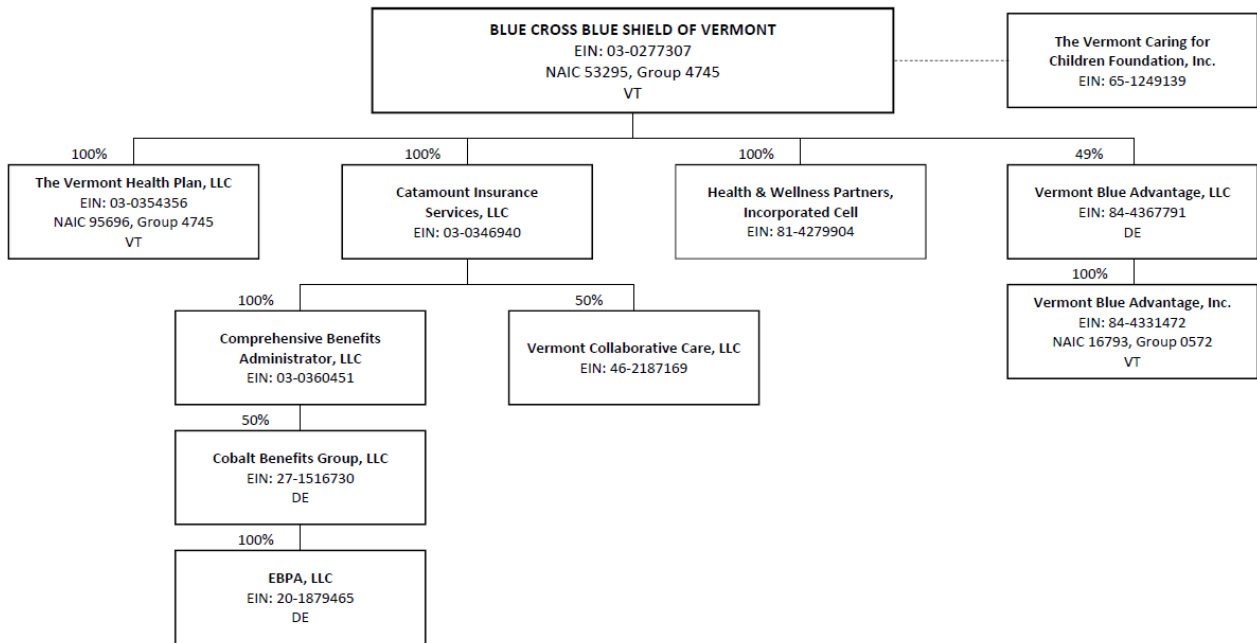 BLUE CROSS BLUE SHIELD OF VERMONT
EIN: 03-0277307
NAIC 53295, Group 4745
VT
The Vermont Caring for
Children Foundation, Inc.
EIN: 65-1249139
100%
The Vermont Health Plan, LLC
EIN: 03-0354356
NAIC 95696, Group 4745
VT
100%
Catamount Insurance
Services, LLC
EIN: 03-0346940
100%
Health & Wellness Partners,
Incorporated Cell
EIN: 81-4279904
49%
Vermont Blue Advantage, LLC
EIN: 84-4367791
DE
100%
Comprehensive Benefits
Administrator, LLC
EIN: 03-0360451
50%
Vermont Collaborative Care, LLC
EIN: 46-2187169
100%
Vermont Blue Advantage, Inc.
EIN: 84-4331472
NAIC 16793, Group 0572
VT
50%
Cobalt Benefits Group, LLC
EIN: 27-1516730
DE
100%
EBPA, LLC
EIN: 20-1879465
DE